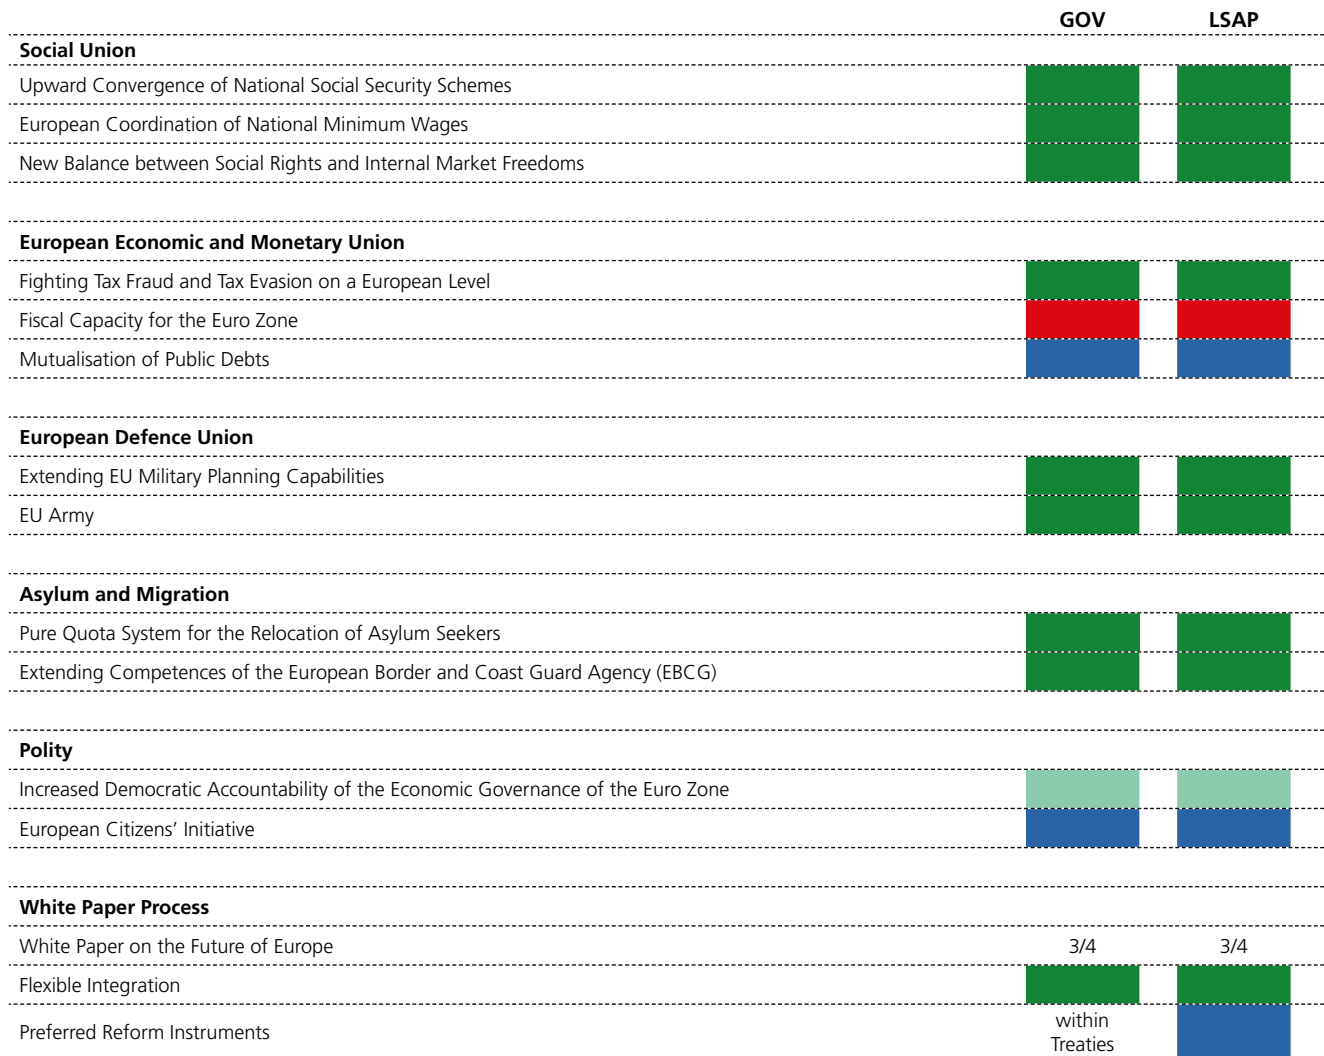 GOV LSAP
Social Union
Upward Convergence of National Social Security Schemes
European Coordination of National Minimum Wages
New Balance between Social Rights and Internal Market Freedoms
European Economic and Monetary Union
Fighting Tax Fraud and Tax Evasion on a European Level
Fiscal Capacity for the Euro Zone
Mutualisation of Public Debts
European Defence Union
Extending EU Military Planning Capabilities
EU Army
Asylum and Migration
Pure Quota System for the Relocation of Asylum Seekers
Extending Competences of the European Border and Coast Guard Agency (EBCG)
Polity
Increased Democratic Accountability of the Economic Governance of the Euro Zone
European Citizens’ Initiative
White Paper Process
White Paper on the Future of Europe 3/4 3/4
Flexible Integration
Preferred Reform Instruments within
Treaties